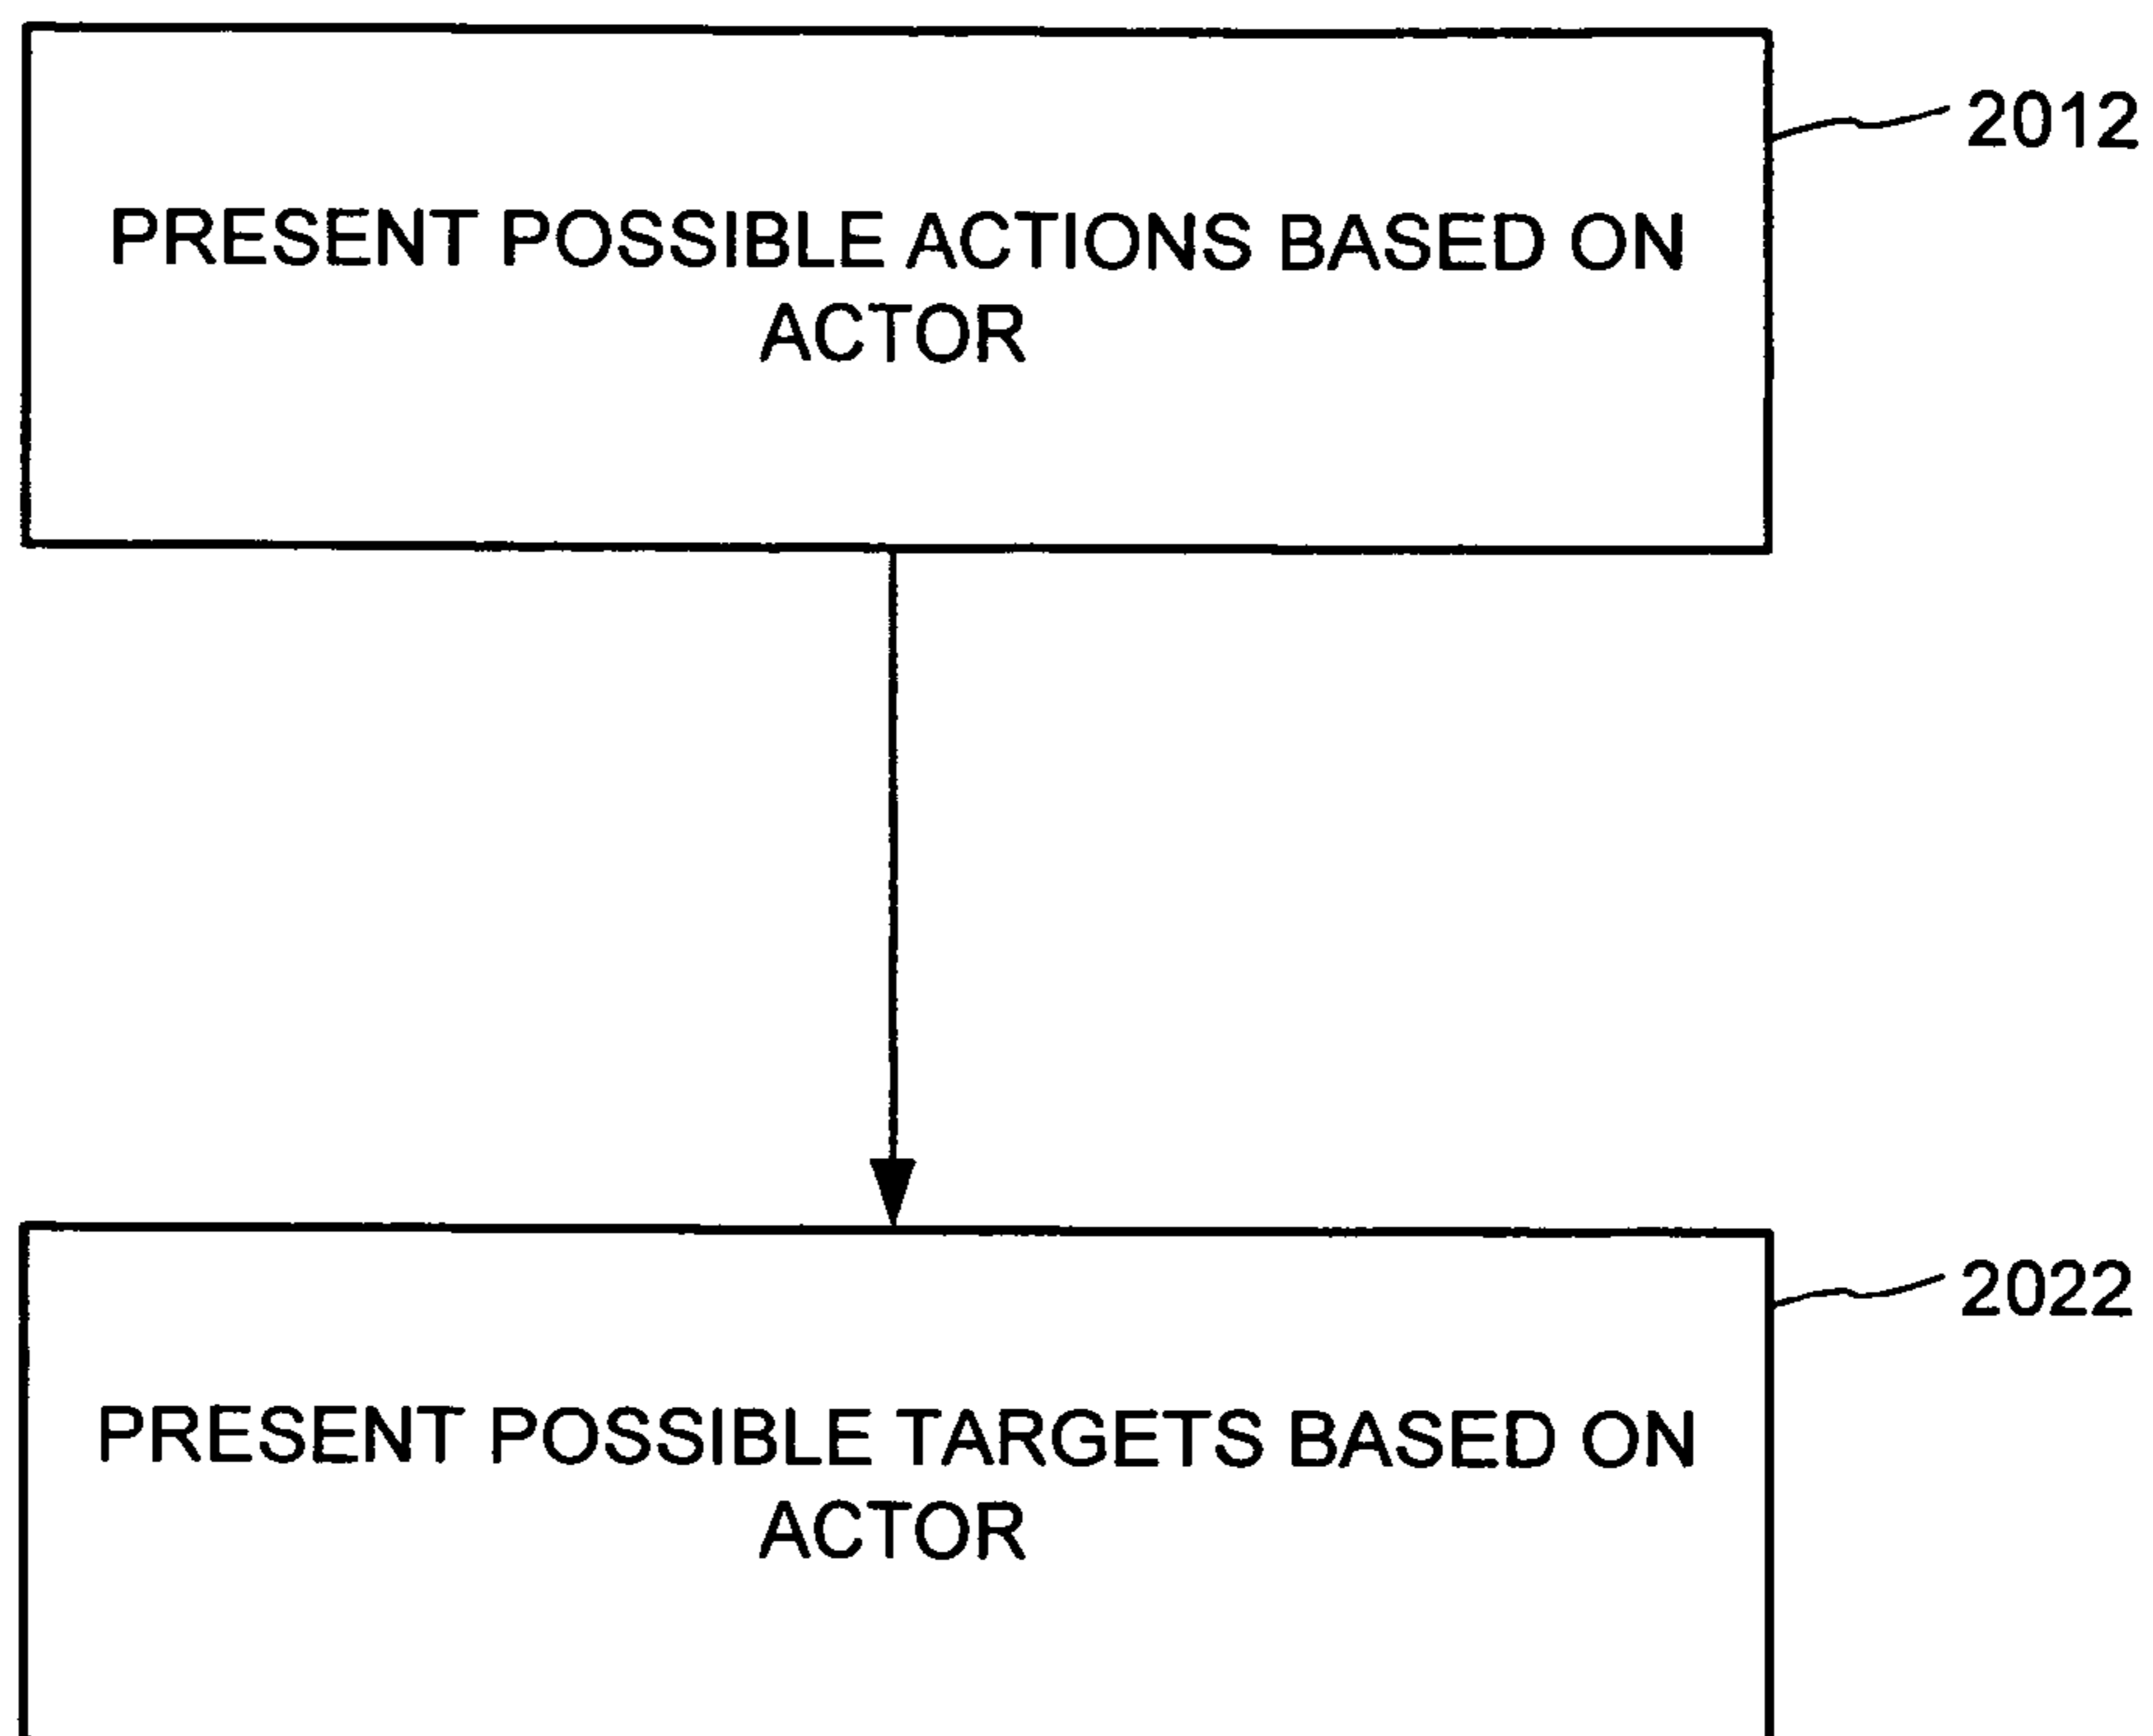 2012
PRESENT POSSIBLE ACTIONS BASED ON
ACTOR
2022
PRESENT POSSIBLE TARGETS BASED ON
ACTOR